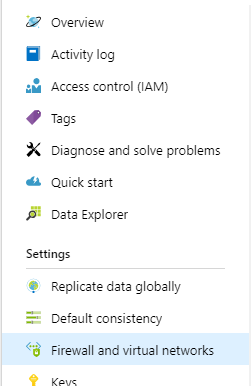 Overview
Activity log
Access control (IAM)
Tags
Diagnose and solve problems
Quick start
Data Explorer
Settings
Replicate data globally
Default consistency
Firewall and virtual networks
Keys